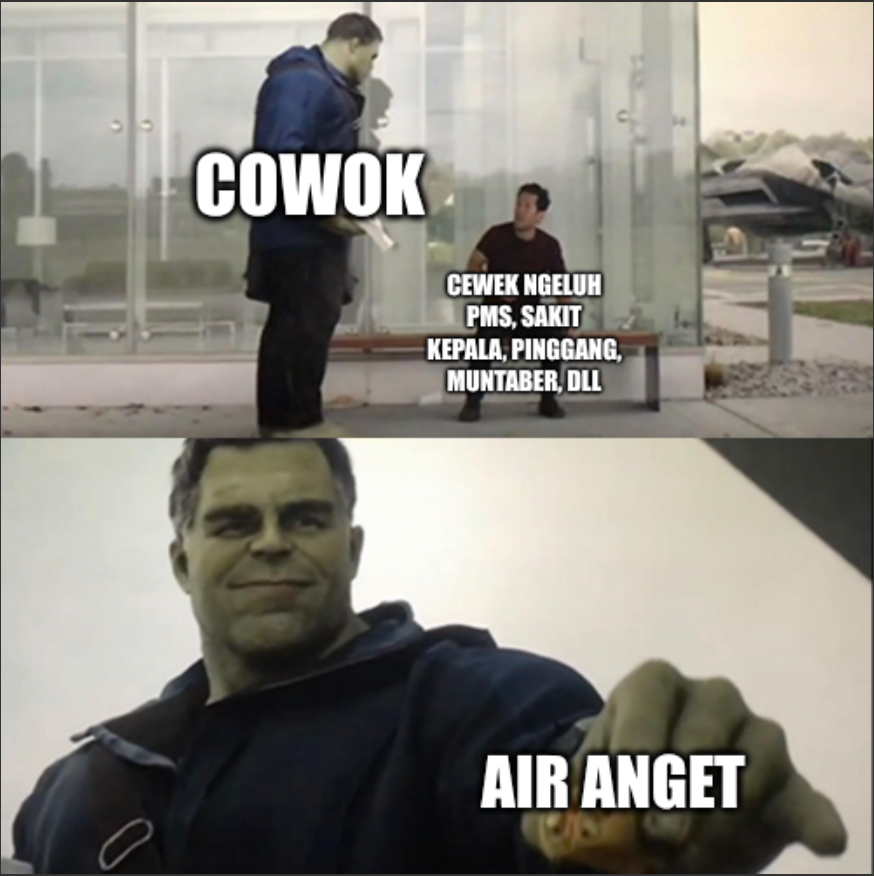 COWOK
CEWEK NGELUH
PMS, SAKIT
KEPALA, PINGGANG,
MUNTABER, DLL
AIR ANGET